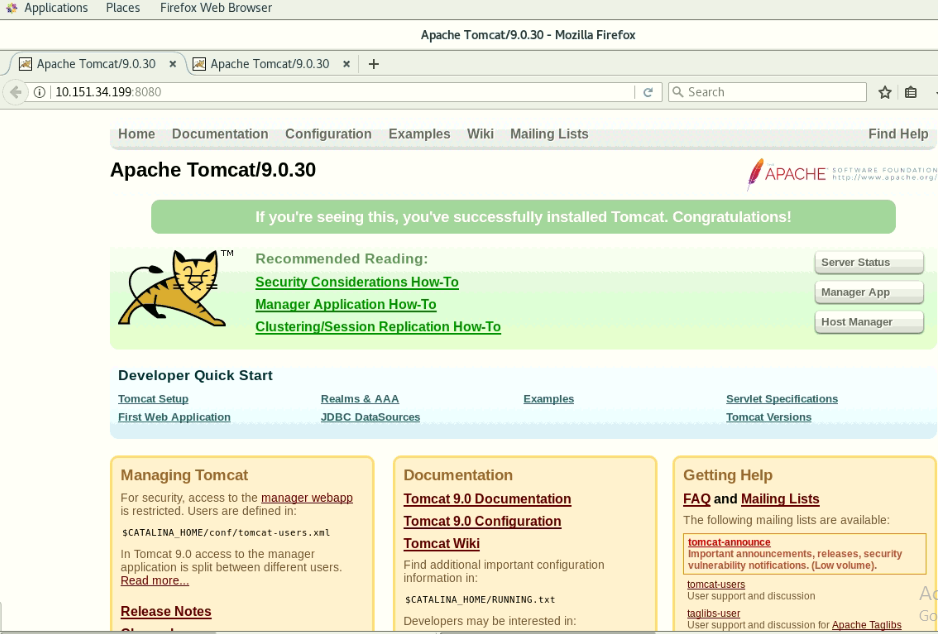 Applications Places Firefox Web Browser
Apache Tomcat/9.0.30 - Mozilla Firefox
Apache Tomcat/9.0.30 × Apache Tomcat/9.0.30 × +
10.151.34.199:8080 Search
Home Documentation Configuration Examples Wiki Mailing Lists Find Help
Apache Tomcat/9.0.30
APACHE SOFTWARE FOUNDATION
http://www.apache.org/
If you're seeing this, you've successfully installed Tomcat. Congratulations!
TM
Recommended Reading:
Security Considerations How-To
Manager Application How-To
Clustering/Session Replication How-To
Server Status
Manager App
Host Manager
Developer Quick Start
Tomcat Setup
First Web Application
Realms & AAA
JDBC DataSources
Examples
Servlet Specifications
Tomcat Versions
Managing Tomcat
For security, access to the manager webapp
is restricted. Users are defined in:
$CATALINA_HOME/conf/tomcat-users.xml
In Tomcat 9.0 access to the manager
application is split between different users.
Read more...
Release Notes
Documentation
Tomcat 9.0 Documentation
Tomcat 9.0 Configuration
Tomcat Wiki
Find additional important configuration
information in:
$CATALINA_HOME/RUNNING.txt
Developers may be interested in:
Getting Help
FAQ and Mailing Lists
The following mailing lists are available:
tomcat-announce
Important announcements, releases, security
vulnerability notifications. (Low volume).
tomcat-users
User support and discussion
taglibs-user
User support and discussion for Apache Taglibs